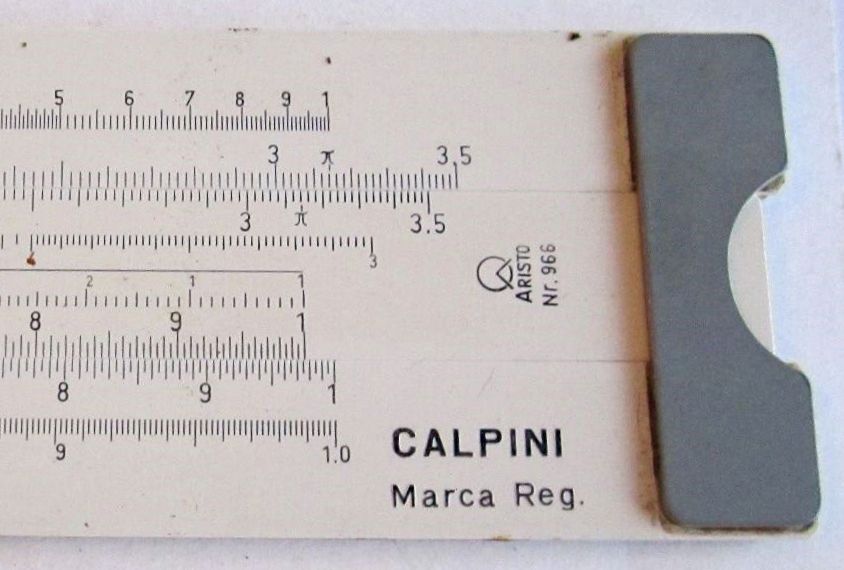 5 6 7 8 9 1
3 π 3.5
3 π 3.5
3
2 1 1
8 9 1
8 9 1
9 1.0
ARISTO
Nr. 966
CALPINI
Marca Reg.